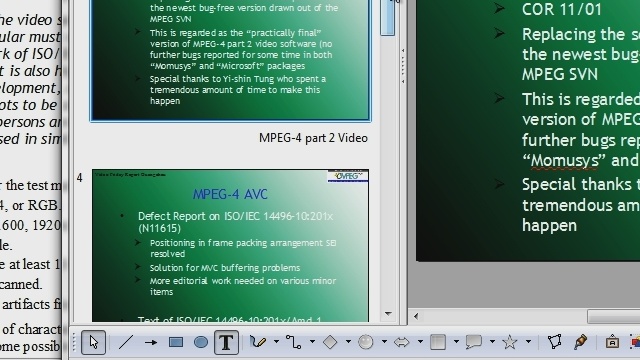 he video s
ular must
rk of ISO/
t is also h
elopment,
pts to be
persons ar
sed in sim
r the test m
4, or RGB.
1600, 1920
le.
e at least 1
canned.
artifacts fi
of charact
ome possib
the newest bug-free version drawn out of the
MPEG SVN
This is regarded as the “practically final”
version of MPEG-4 part 2 video software (no
further bugs reported for some time in both
“Momusys” and “Microsoft” packages
Special thanks to Yi-shin Tung who spent a
tremendous amount of time to make this
happen
MPEG-4 part 2 Video
4
MPEG-4 AVC
Defect Report on ISO/IEC 14496-10:201x
(N11615)
Positioning in frame packing arrangement SEI
resolved
Solution for MVC buffering problems
More editorial work needed on various minor
items
Text of ISO/IEC 14496-10:201x/Amd.1
COR 11/01
Replacing the so
the newest bug-
MPEG SVN
This is regarded
version of MPEG
further bugs rep
“Momusys” and
Special thanks t
tremendous am
happen
T